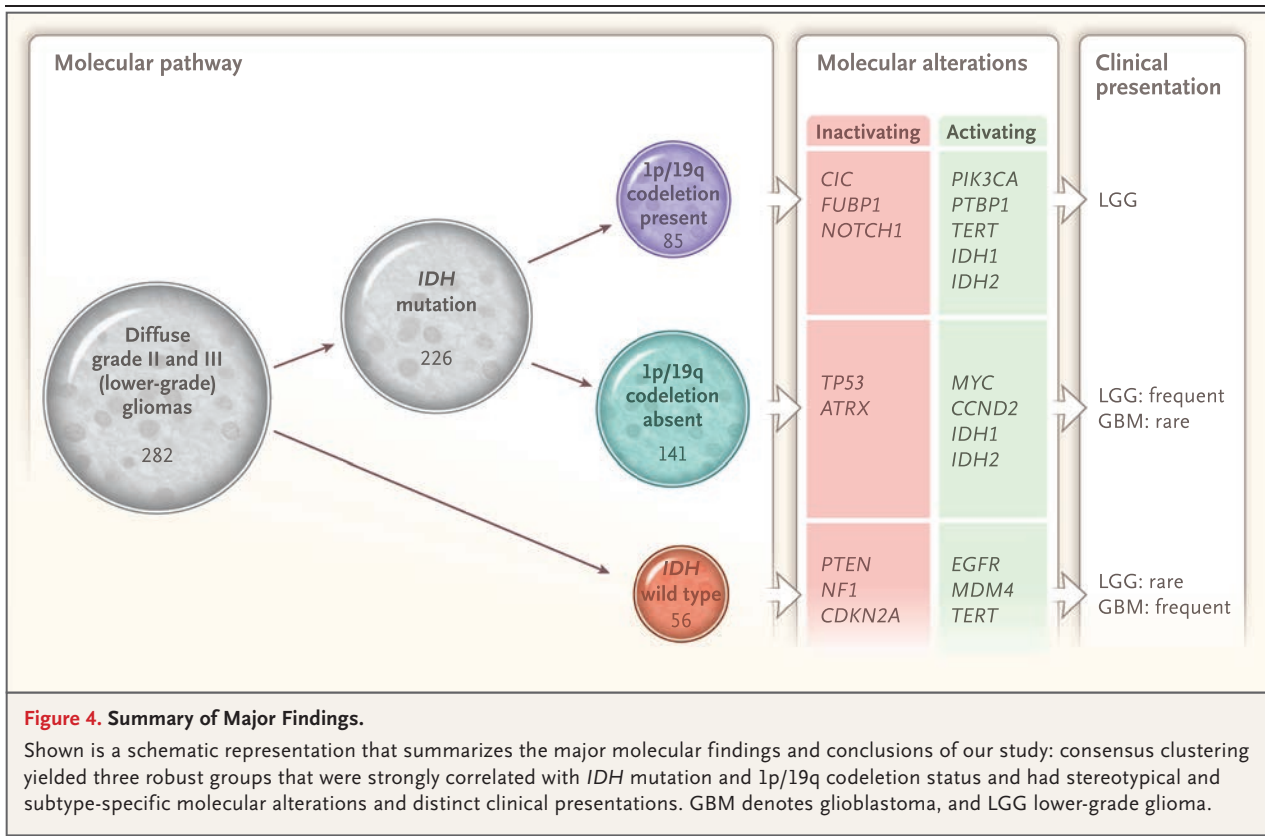 Molecular pathway
Diffuse
grade II and III
(lower-grade)
gliomas
282
IDH
mutation
226
1p/19q
codeletion
present
85
1p/19q
codeletion
absent
141
IDH
wild type
56
Molecular alterations
Inactivating
Activating
CIC
FUBP1
NOTCH1
PIK3CA
PTBP1
TERT
IDH1
IDH2
TP53
ATRX
MYC
CCND2
IDH1
IDH2
PTEN
NF1
CDKN2A
EGFR
MDM4
TERT
Clinical
presentation
LGG
LGG: frequent
GBM: rare
LGG: rare
GBM: frequent
Figure 4. Summary of Major Findings.
Shown is a schematic representation that summarizes the major molecular findings and conclusions of our study: consensus clustering
yielded three robust groups that were strongly correlated with IDH mutation and 1p/19q codeletion status and had stereotypical and
subtype-specific molecular alterations and distinct clinical presentations. GBM denotes glioblastoma, and LGG lower-grade glioma.